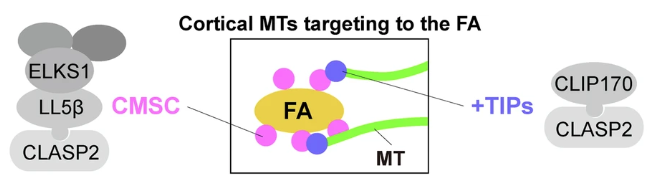 Cortical MTs targeting to the FA
ELKS1
LL5β
CLASP2
CMSC
FA
MT
+TIPs
CLIP170
CLASP2